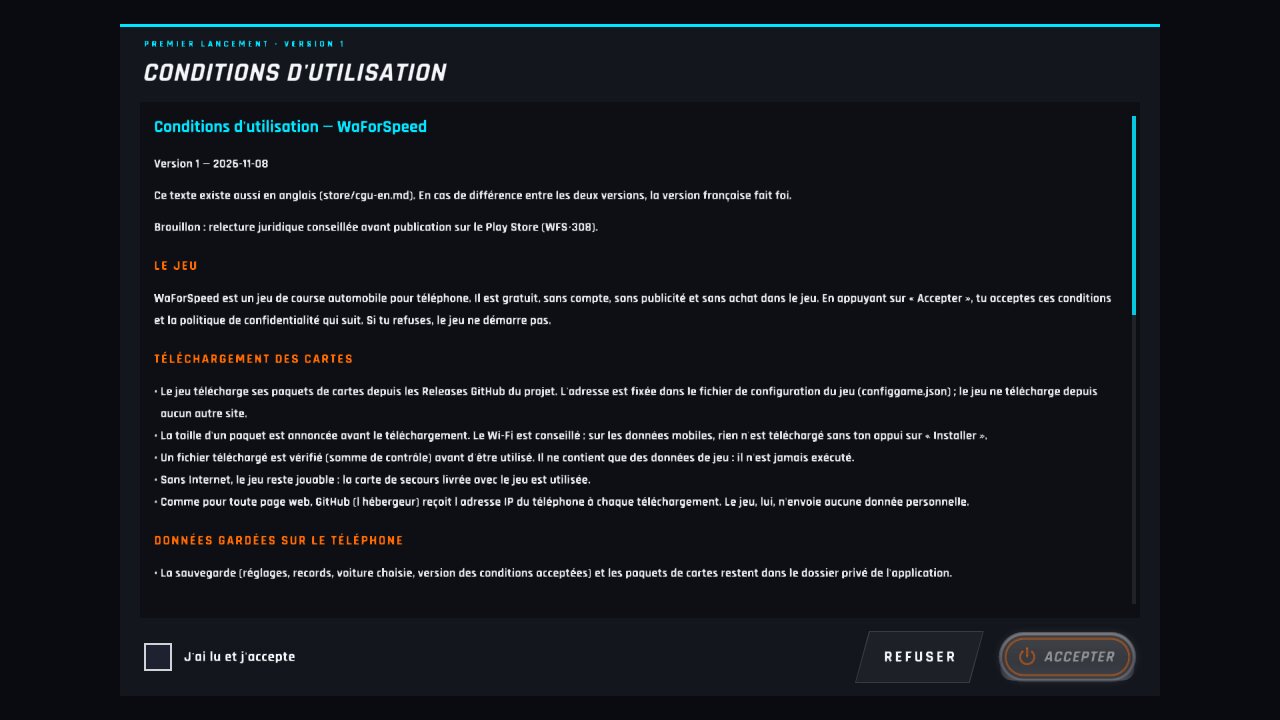 PREMIER LANCEMENT · VERSION 1
CONDITIONS D'UTILISATION
Conditions d'utilisation — WaForSpeed
Version 1 — 2026-11-08
Ce texte existe aussi en anglais (store/cgu-en.md). En cas de différence entre les deux versions, la version française fait foi.
Brouillon : relecture juridique conseillée avant publication sur le Play Store (WFS-308).
LE JEU
WaForSpeed est un jeu de course automobile pour téléphone. Il est gratuit, sans compte, sans publicité et sans achat dans le jeu. En appuyant sur « Accepter », tu acceptes ces conditions
et la politique de confidentialité qui suit. Si tu refuses, le jeu ne démarre pas.
TÉLÉCHARGEMENT DES CARTES
• Le jeu télécharge ses paquets de cartes depuis les Releases GitHub du projet. L'adresse est fixée dans le fichier de configuration du jeu (configgame.json) ; le jeu ne télécharge depuis
aucun autre site.
• La taille d'un paquet est annoncée avant le téléchargement. Le Wi-Fi est conseillé : sur les données mobiles, rien n'est téléchargé sans ton appui sur « Installer ».
• Un fichier téléchargé est vérifié (somme de contrôle) avant d'être utilisé. Il ne contient que des données de jeu : il n'est jamais exécuté.
• Sans Internet, le jeu reste jouable : la carte de secours livrée avec le jeu est utilisée.
• Comme pour toute page web, GitHub (l'hébergeur) reçoit l'adresse IP du téléphone à chaque téléchargement. Le jeu, lui, n'envoie aucune donnée personnelle.
DONNÉES GARDÉES SUR LE TÉLÉPHONE
• La sauvegarde (réglages, records, voiture choisie, version des conditions acceptées) et les paquets de cartes restent dans le dossier privé de l'application.
J'ai lu et j'accepte
REFUSER
ACCEPTER